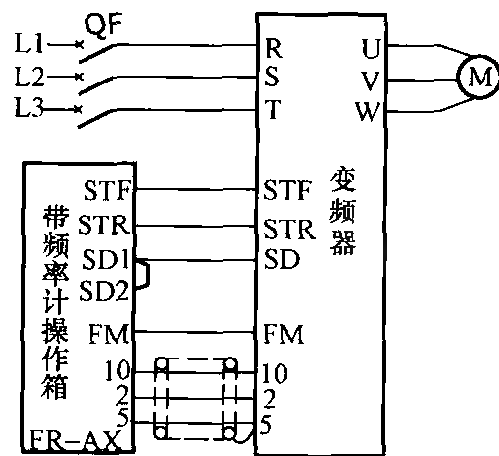 QF
L1 R U
L2 S V M
L3 T W
变频器
带频率计操作箱
STF STF
STR STR
SD1 SD
SD2
FM FM
10 10
2 2
5 5
FR-AX